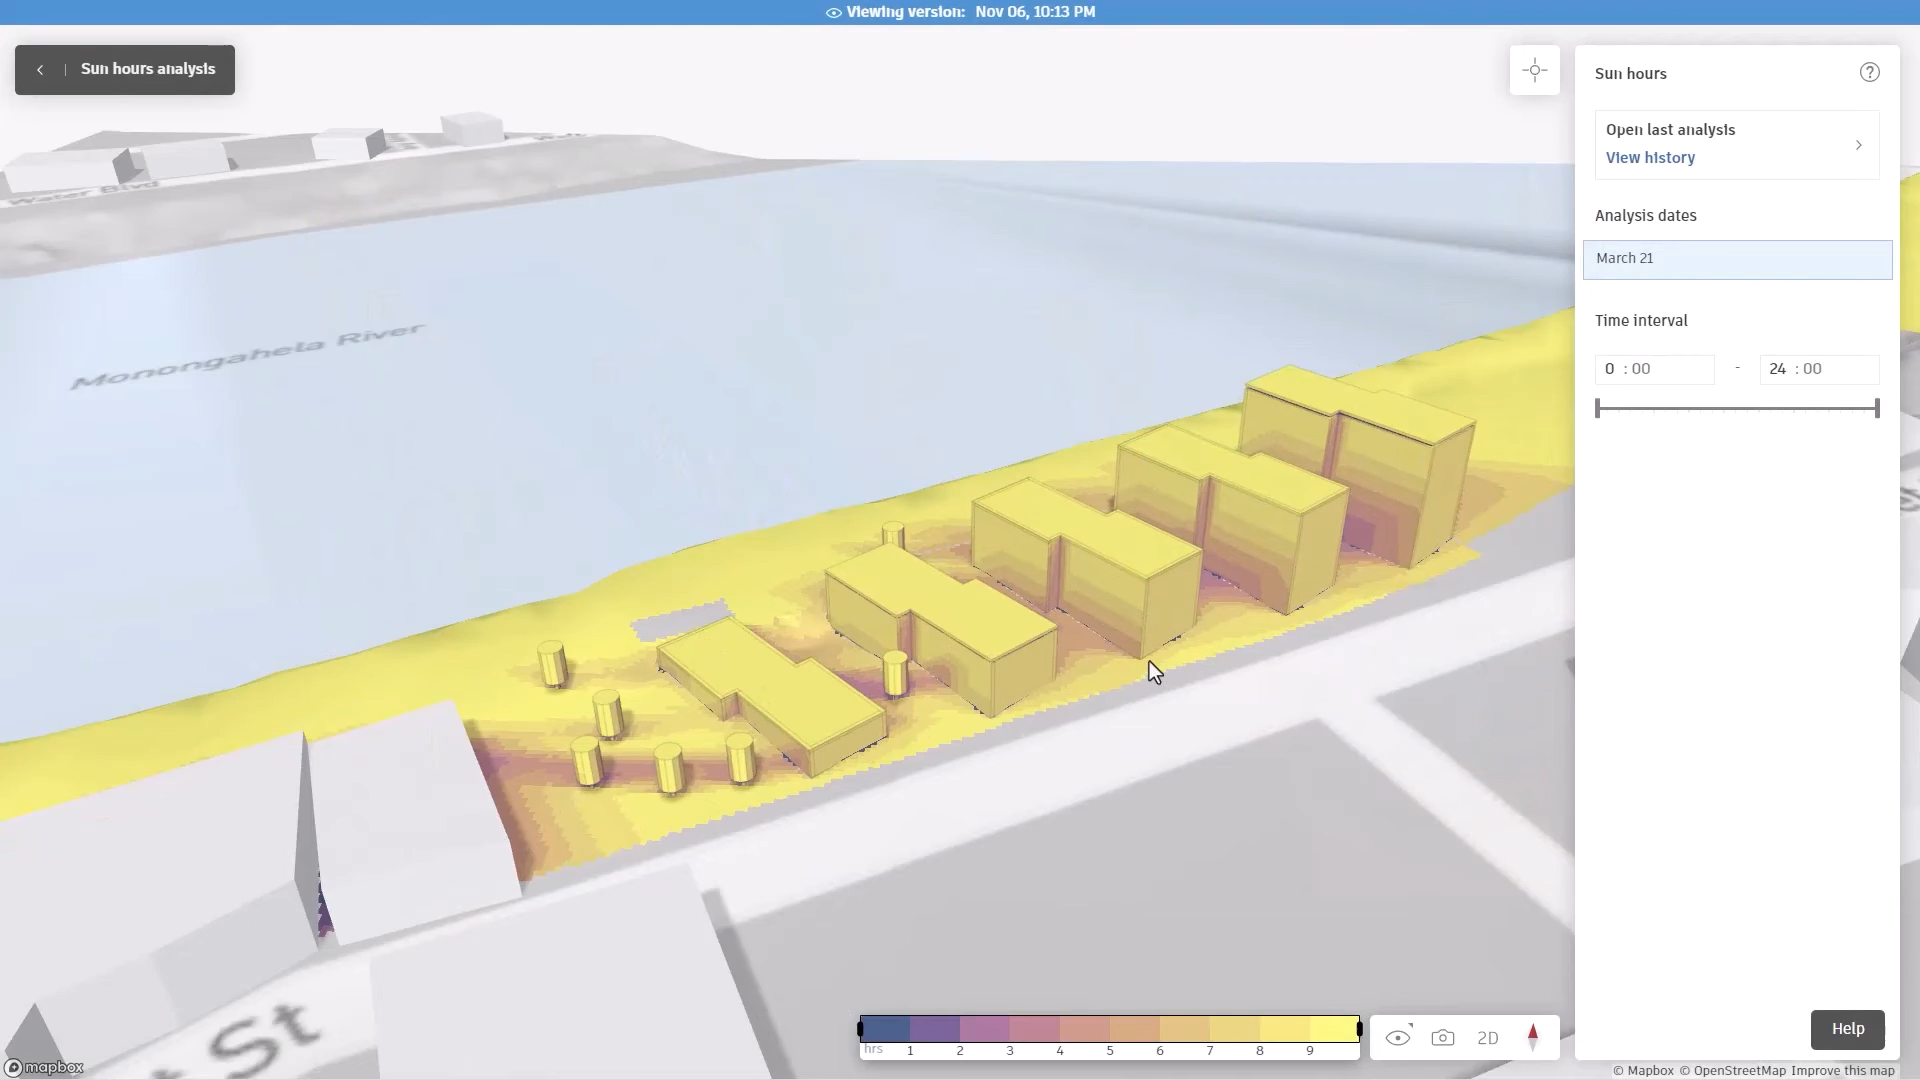 Viewing version: Nov 06, 10:13 PM
Sun hours analysis
Sun hours
Open last analysis
View history
Analysis dates
March 21
Time interval
0 : 00 - 24 : 00
Water Blvd
Monongahela River
St
hrs 1 2 3 4 5 6 7 8 9
2D
Help
mapbox
© Mapbox © OpenStreetMap Improve this map